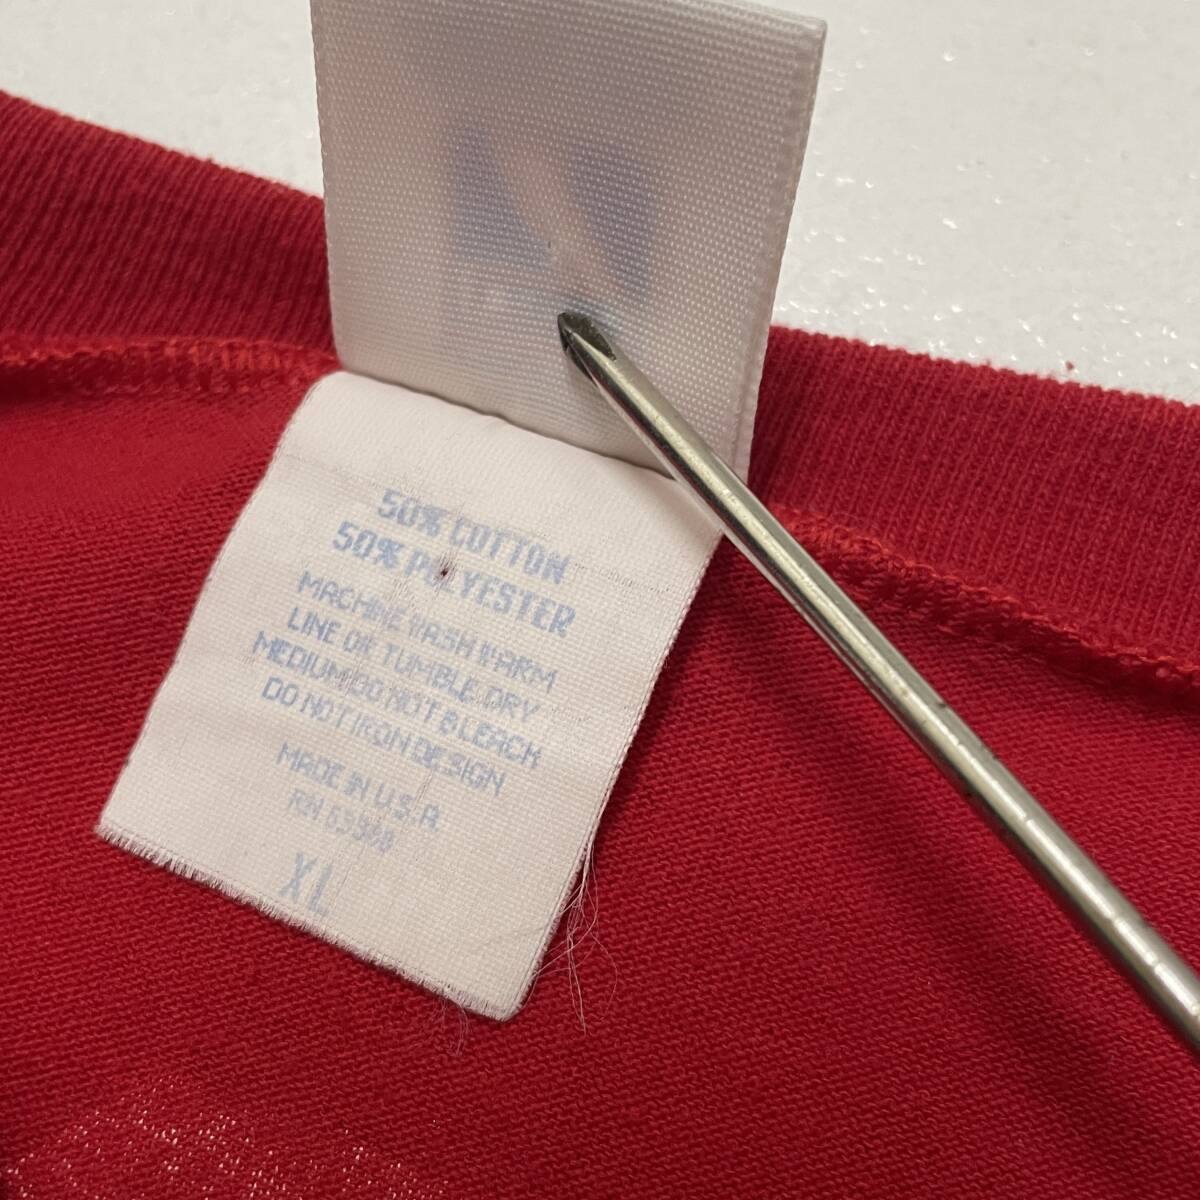 50% COTTON
50% POLYESTER
MACHINE WASH WARM
LINE OR TUMBLE DRY
MEDIUM DO NOT BLEACH
DO NOT IRON DESIGN
MADE IN U.S.A.
RN
XL